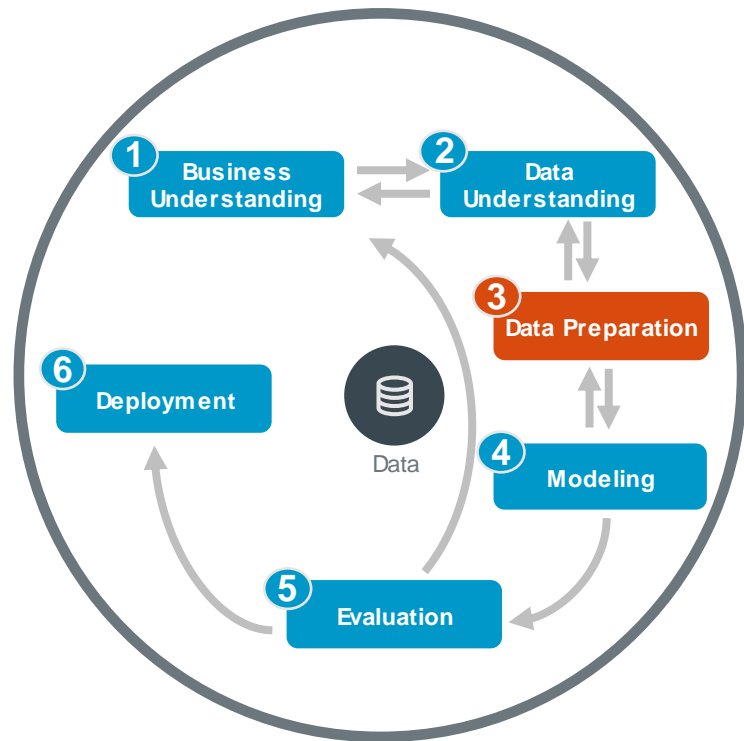 1
Business
Understanding
2
Data
Understanding
3
Data Preparation
4
Modeling
5
Evaluation
6
Deployment
Data